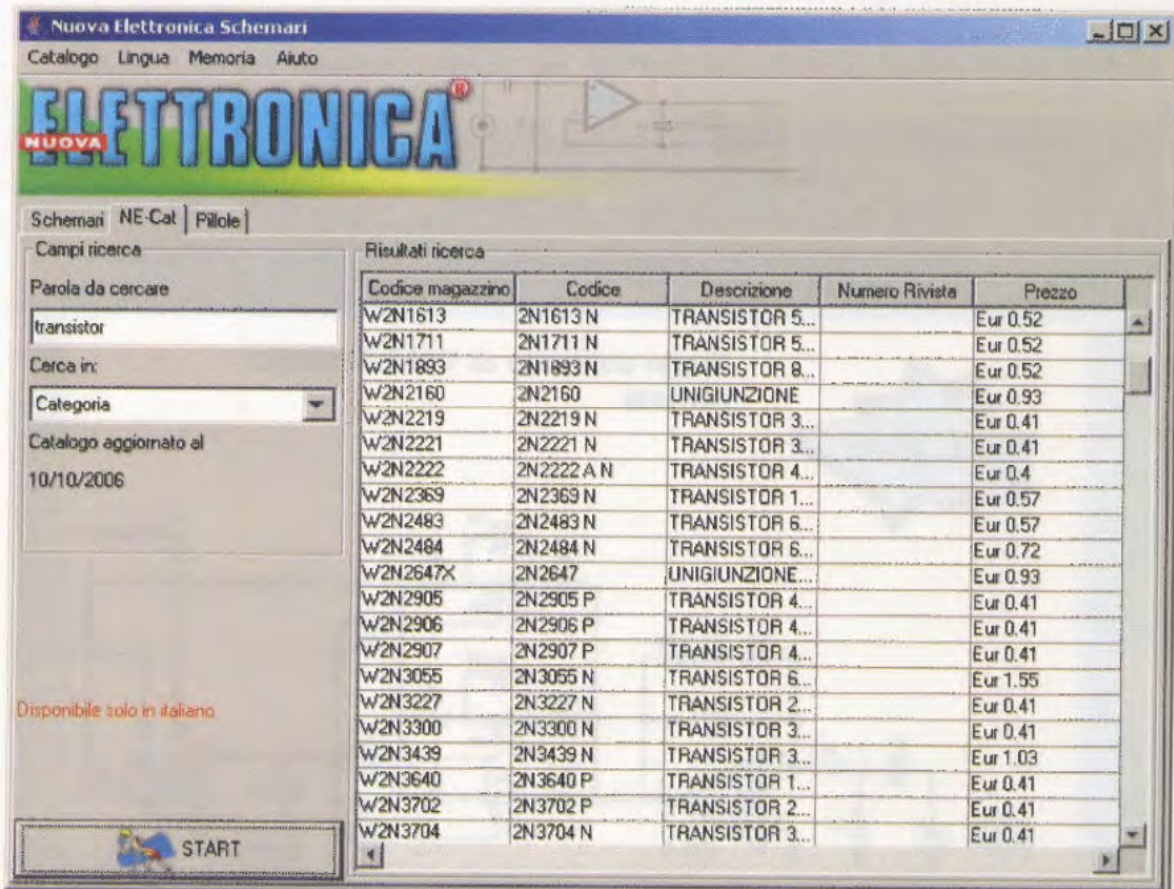 Nuova Elettronica Schemari
Catalogo Lingua Memoria Aiuto
NUOVA ELETTRONICA®
Schemari NE-Cat Pillole
Campi ricerca
Parola da cercare
transistor
Cerca in:
Categoria
Catalogo aggiornato al
10/10/2006
Disponibile solo in italiano
START
Risultati ricerca
Codice magazzino Codice Descrizione Numero Rivista Prezzo
W2N1613 2N1613 N TRANSISTOR 5... Eur 0.52
W2N1711 2N1711 N TRANSISTOR 5... Eur 0.52
W2N1893 2N1893 N TRANSISTOR 8... Eur 0.52
W2N2160 2N2160 UNIGIUNZIONE Eur 0.93
W2N2219 2N2219 N TRANSISTOR 3... Eur 0.41
W2N2221 2N2221 N TRANSISTOR 3... Eur 0.41
W2N2222 2N2222 A N TRANSISTOR 4... Eur 0.4
W2N2369 2N2369 N TRANSISTOR 1... Eur 0.57
W2N2483 2N2483 N TRANSISTOR 6... Eur 0.57
W2N2484 2N2484 N TRANSISTOR 6... Eur 0.72
W2N2647X 2N2647 UNIGIUNZIONE... Eur 0.93
W2N2905 2N2905 P TRANSISTOR 4... Eur 0.41
W2N2906 2N2906 P TRANSISTOR 4... Eur 0.41
W2N2907 2N2907 P TRANSISTOR 4... Eur 0.41
W2N3055 2N3055 N TRANSISTOR 6... Eur 1.55
W2N3227 2N3227 N TRANSISTOR 2... Eur 0.41
W2N3300 2N3300 N TRANSISTOR 3... Eur 0.41
W2N3439 2N3439 N TRANSISTOR 3... Eur 1.03
W2N3640 2N3640 P TRANSISTOR 1... Eur 0.41
W2N3702 2N3702 P TRANSISTOR 2... Eur 0.41
W2N3704 2N3704 N TRANSISTOR 3... Eur 0.41